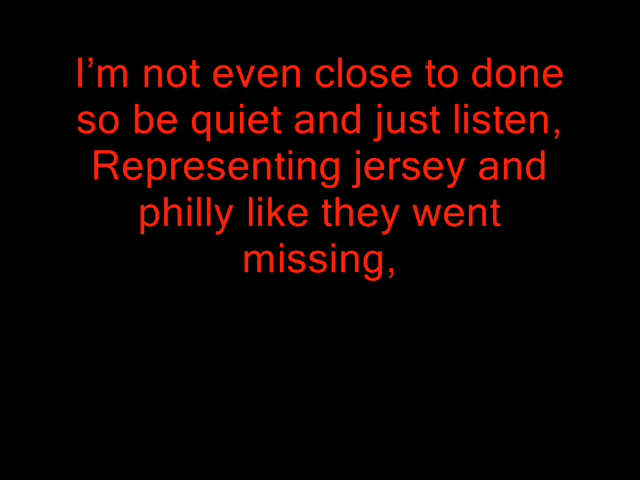 I’m not even close to done
so be quiet and just listen,
Representing jersey and
philly like they went
missing,